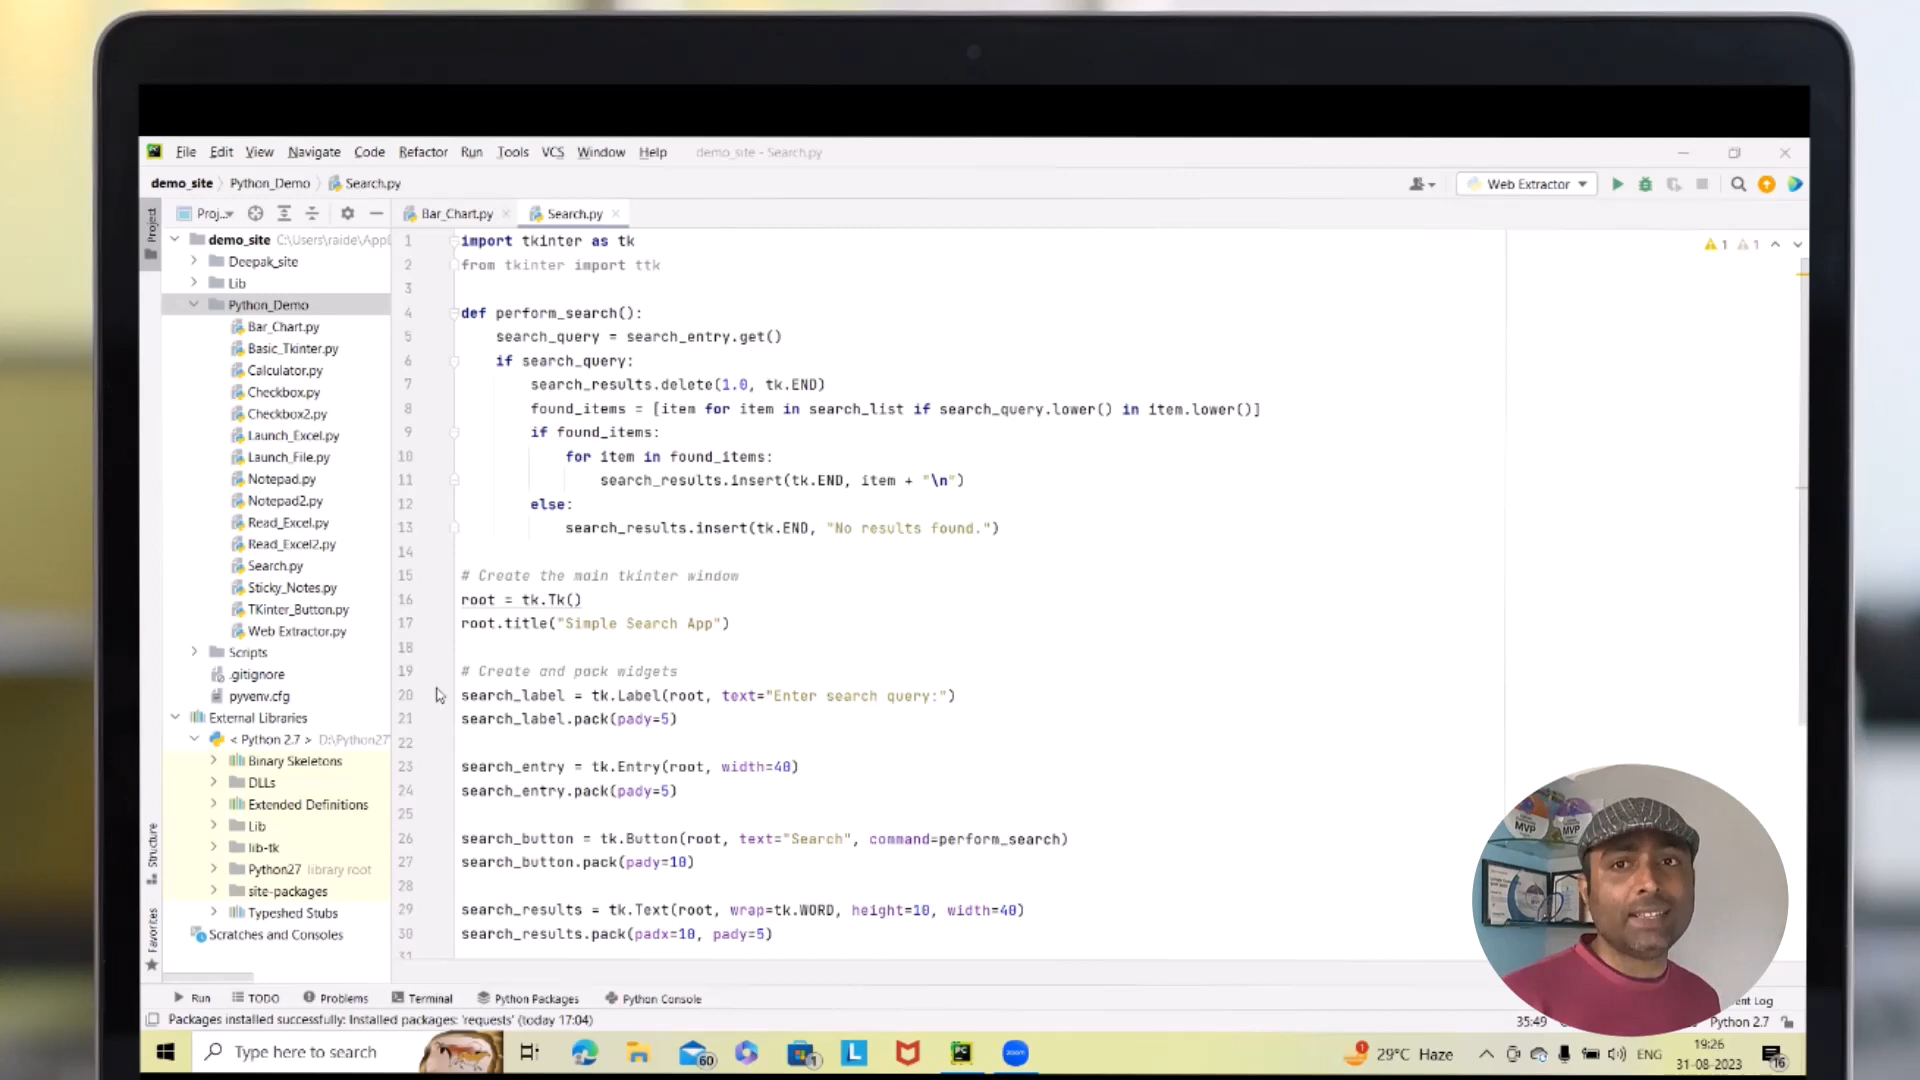 File Edit View Navigate Code Refactor Run Tools VCS Window Help demo_site - Search.py
demo_site Python_Demo Search.py Web Extractor
Project
Proj... Bar_Chart.py Search.py
demo_site C:\Users\raide\App
Deepak_site
Lib
Python_Demo
Bar_Chart.py
Basic_Tkinter.py
Calculator.py
Checkbox.py
Checkbox2.py
Launch_Excel.py
Launch_File.py
Notepad.py
Notepad2.py
Read_Excel.py
Read_Excel2.py
Search.py
Sticky_Notes.py
TKinter_Button.py
Web Extractor.py
Scripts
.gitignore
pyvenv.cfg
External Libraries
< Python 2.7 > D:\Python27
Binary Skeletons
DLLs
Extended Definitions
Lib
lib-tk
Python27 library root
site-packages
Typeshed Stubs
Scratches and Consoles
Structure
Favorites
1 import tkinter as tk
2 from tkinter import ttk
3
4 def perform_search():
5 search_query = search_entry.get()
6 if search_query:
7 search_results.delete(1.0, tk.END)
8 found_items = [item for item in search_list if search_query.lower() in item.lower()]
9 if found_items:
10 for item in found_items:
11 search_results.insert(tk.END, item + "\n")
12 else:
13 search_results.insert(tk.END, "No results found.")
14
15 # Create the main tkinter window
16 root = tk.Tk()
17 root.title("Simple Search App")
18
19 # Create and pack widgets
20 search_label = tk.Label(root, text="Enter search query:")
21 search_label.pack(pady=5)
22
23 search_entry = tk.Entry(root, width=40)
24 search_entry.pack(pady=5)
25
26 search_button = tk.Button(root, text="Search", command=perform_search)
27 search_button.pack(pady=10)
28
29 search_results = tk.Text(root, wrap=tk.WORD, height=10, width=40)
30 search_results.pack(padx=10, pady=5)
31
1 1
MVP
MVP
Run TODO Problems Terminal Python Packages Python Console nt Log
Packages installed successfully: Installed packages: 'requests' (today 17:04) 35:49 Python 2.7
Type here to search 60 1 L zoom 1 29°C Haze ENG 19:26
31-08-2023 16